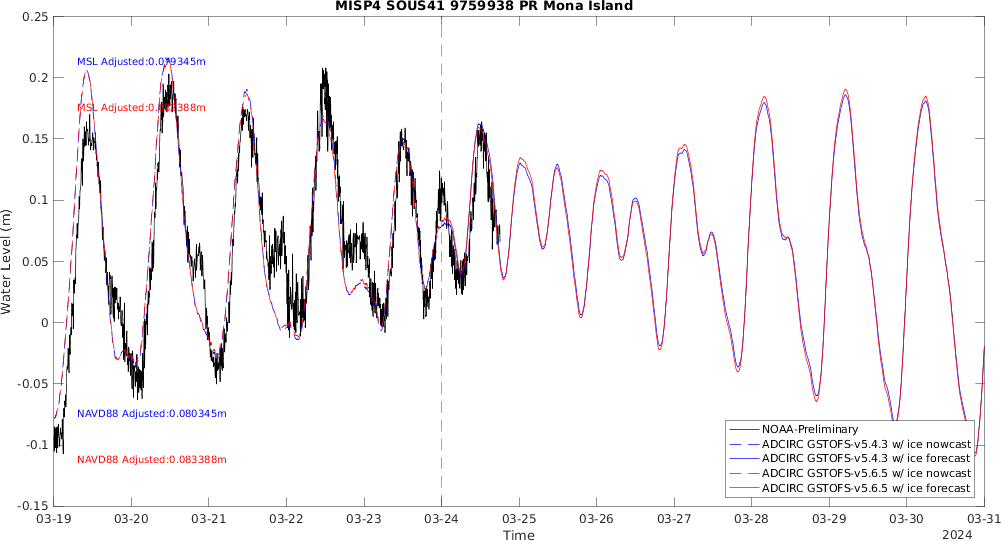 MISP4 SOUS41 9759938 PR Mona Island
Water Level (m)
0.25
0.2
0.15
0.1
0.05
0
-0.05
-0.1
-0.15
MSL Adjusted:0.079345m
MSL Adjusted:0.082388m
NAVD88 Adjusted:0.080345m
NAVD88 Adjusted:0.083388m
NOAA-Preliminary
ADCIRC GSTOFS-v5.4.3 w/ ice nowcast
ADCIRC GSTOFS-v5.4.3 w/ ice forecast
ADCIRC GSTOFS-v5.6.5 w/ ice nowcast
ADCIRC GSTOFS-v5.6.5 w/ ice forecast
03-19 03-20 03-21 03-22 03-23 03-24 03-25 03-26 03-27 03-28 03-29 03-30 03-31
Time
2024